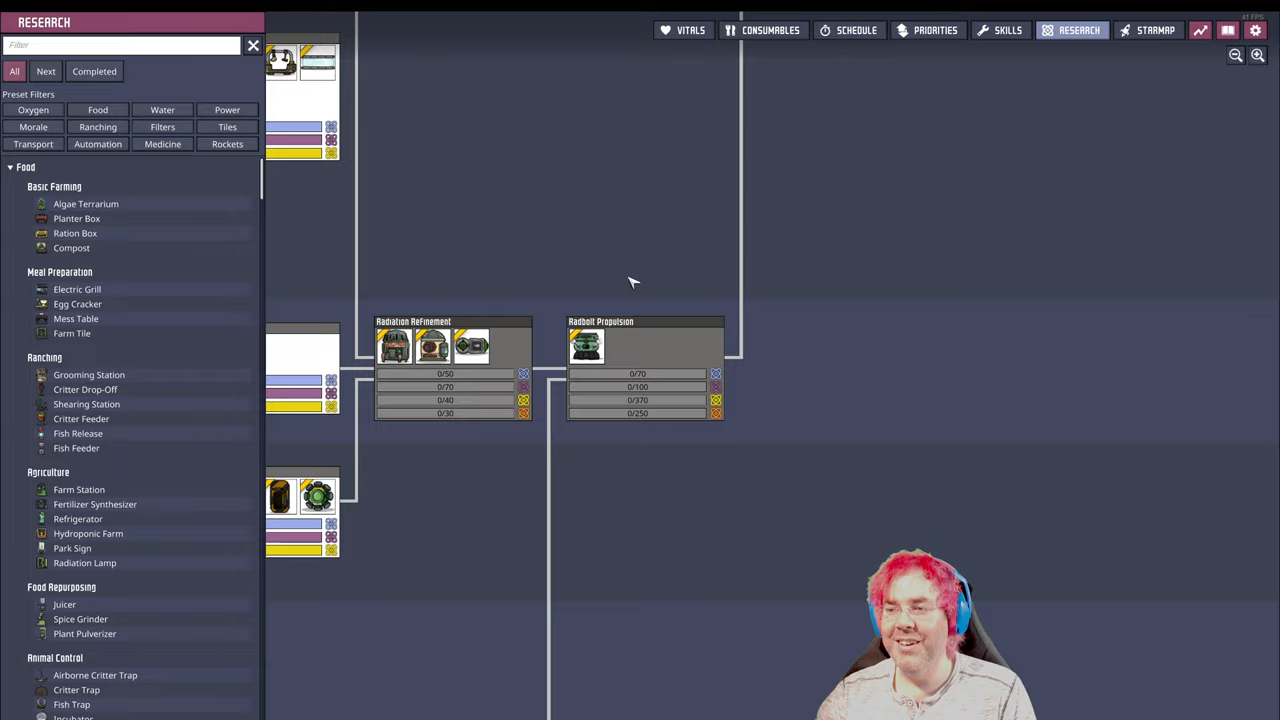 RESEARCH
41 FPS
VITALS
CONSUMABLES
SCHEDULE
PRIORITIES
SKILLS
RESEARCH
STARMAP
Filter
All
Next
Completed
Preset Filters
Oxygen
Food
Water
Power
Morale
Ranching
Filters
Tiles
Transport
Automation
Medicine
Rockets
Food
Basic Farming
Algae Terrarium
Planter Box
Ration Box
Compost
Meal Preparation
Electric Grill
Egg Cracker
Mess Table
Farm Tile
Ranching
Grooming Station
Critter Drop-Off
Shearing Station
Critter Feeder
Fish Release
Fish Feeder
Agriculture
Farm Station
Fertilizer Synthesizer
Refrigerator
Hydroponic Farm
Park Sign
Radiation Lamp
Food Repurposing
Juicer
Spice Grinder
Plant Pulverizer
Animal Control
Airborne Critter Trap
Critter Trap
Fish Trap
Incubator
Radiation Refinement
0/50
0/70
0/40
0/30
Radbolt Propulsion
0/70
0/100
0/370
0/250